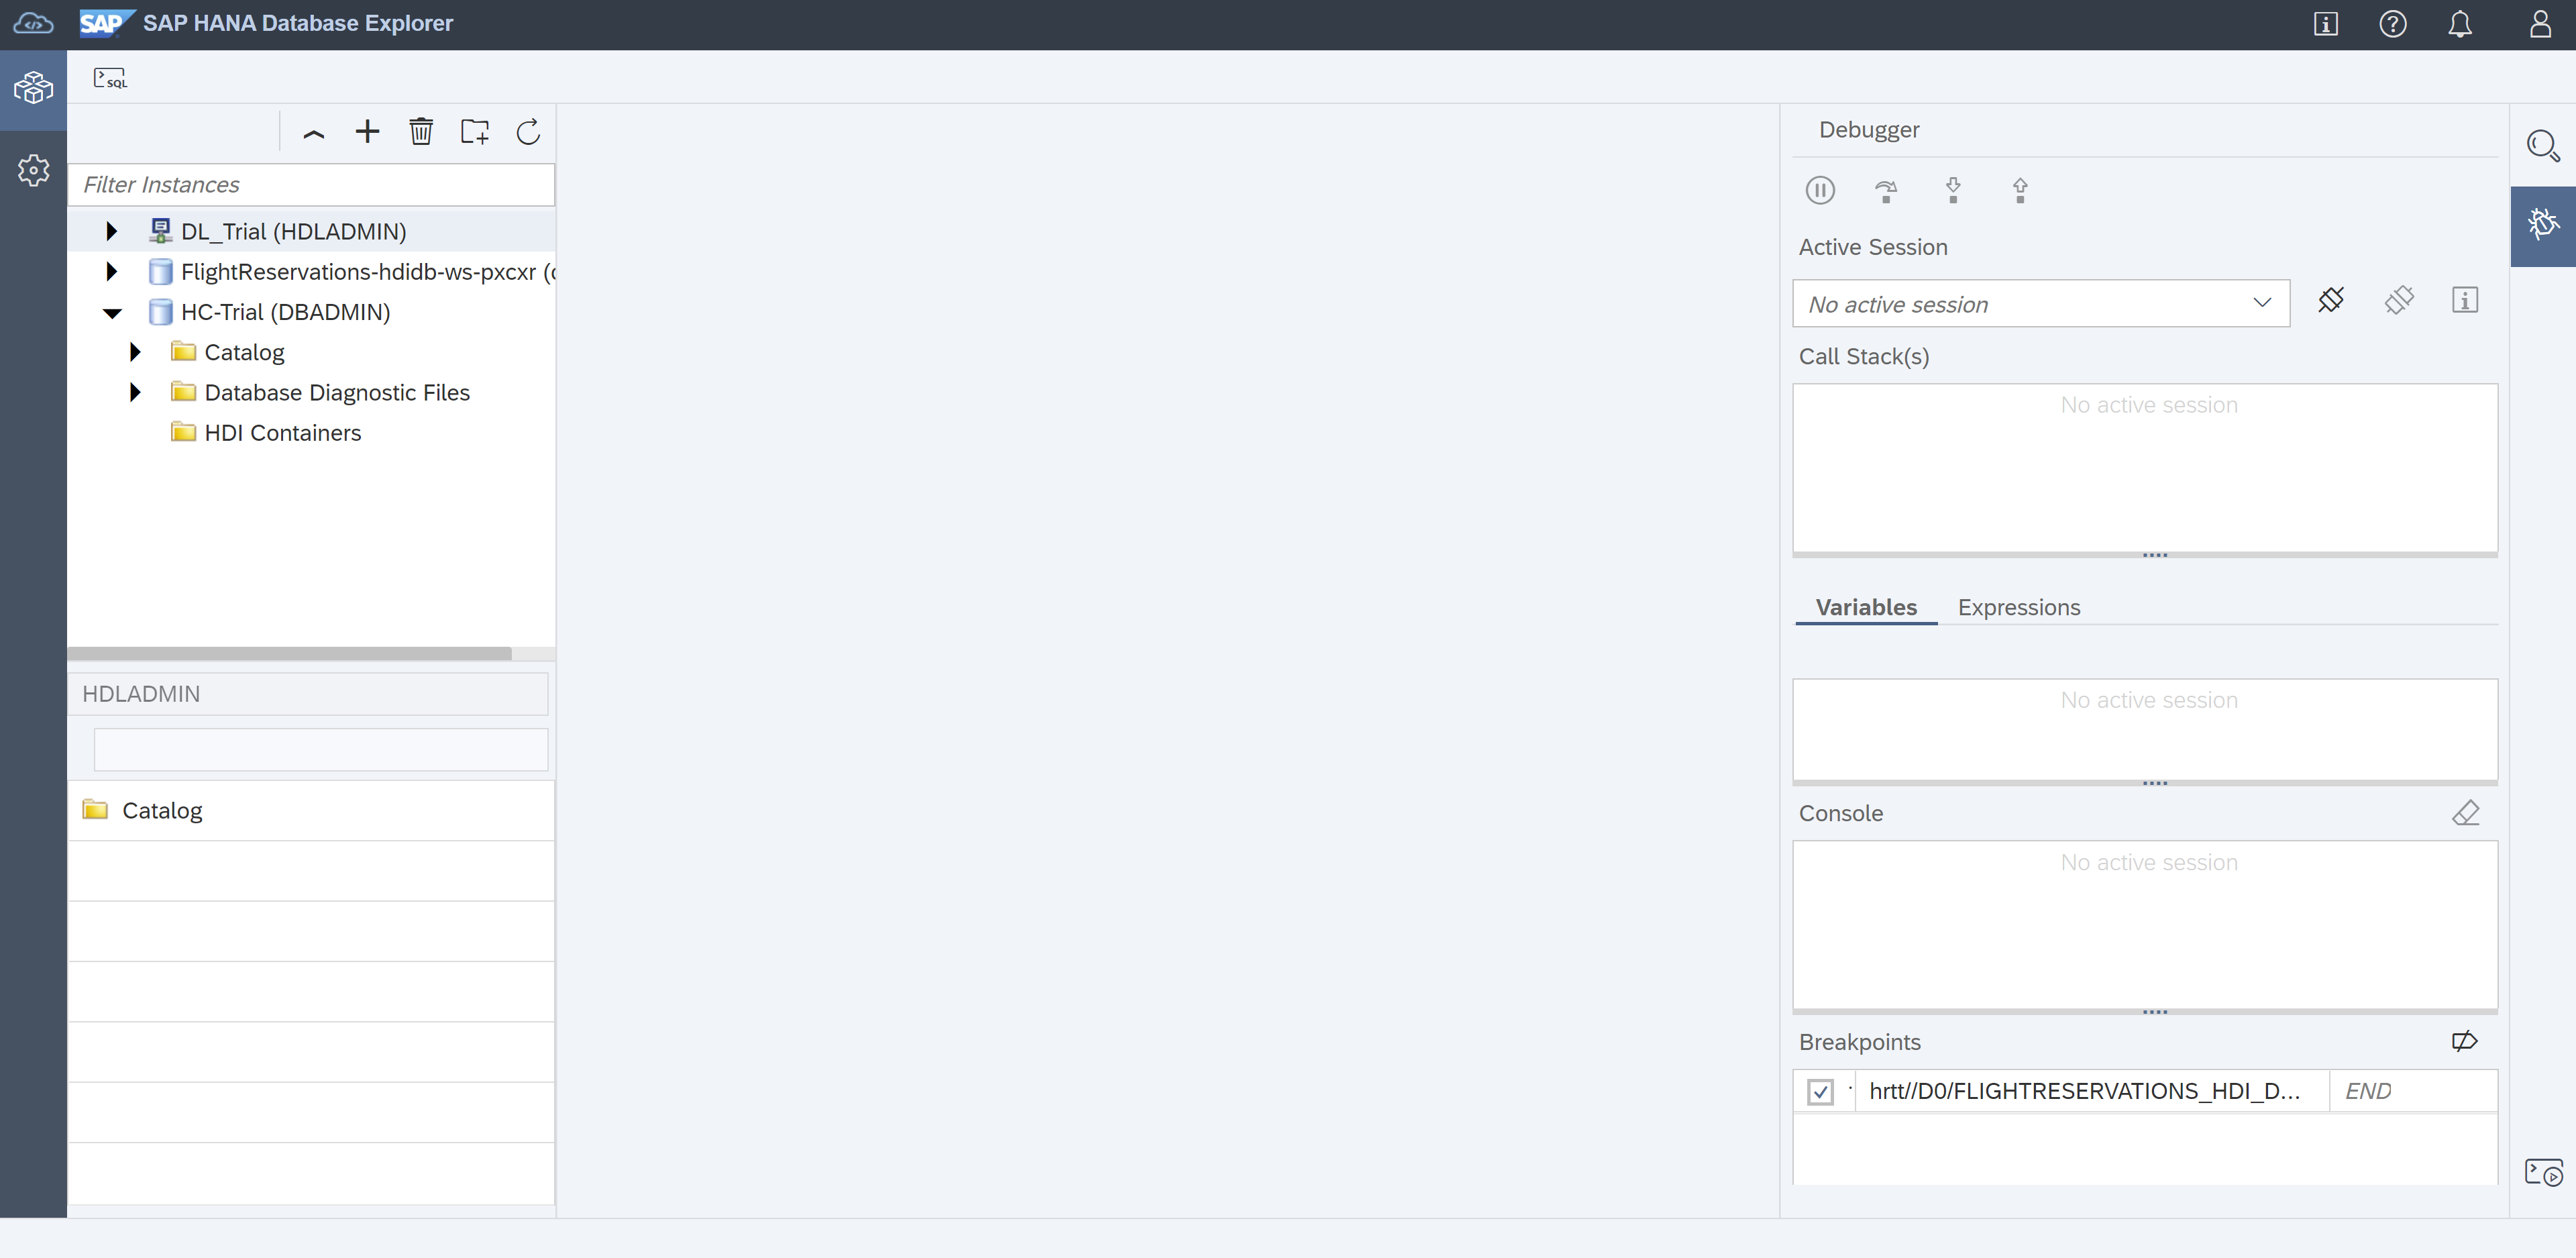 SAP SAP HANA Database Explorer
SQL
Filter Instances
DL_Trial (HDLADMIN)
FlightReservations-hdidb-ws-pxcxr (
HC-Trial (DBADMIN)
Catalog
Database Diagnostic Files
HDI Containers
HDLADMIN
Catalog
Debugger
Active Session
No active session
Call Stack(s)
No active session
Variables Expressions
No active session
Console
No active session
Breakpoints
hrtt//D0/FLIGHTRESERVATIONS_HDI_D... END